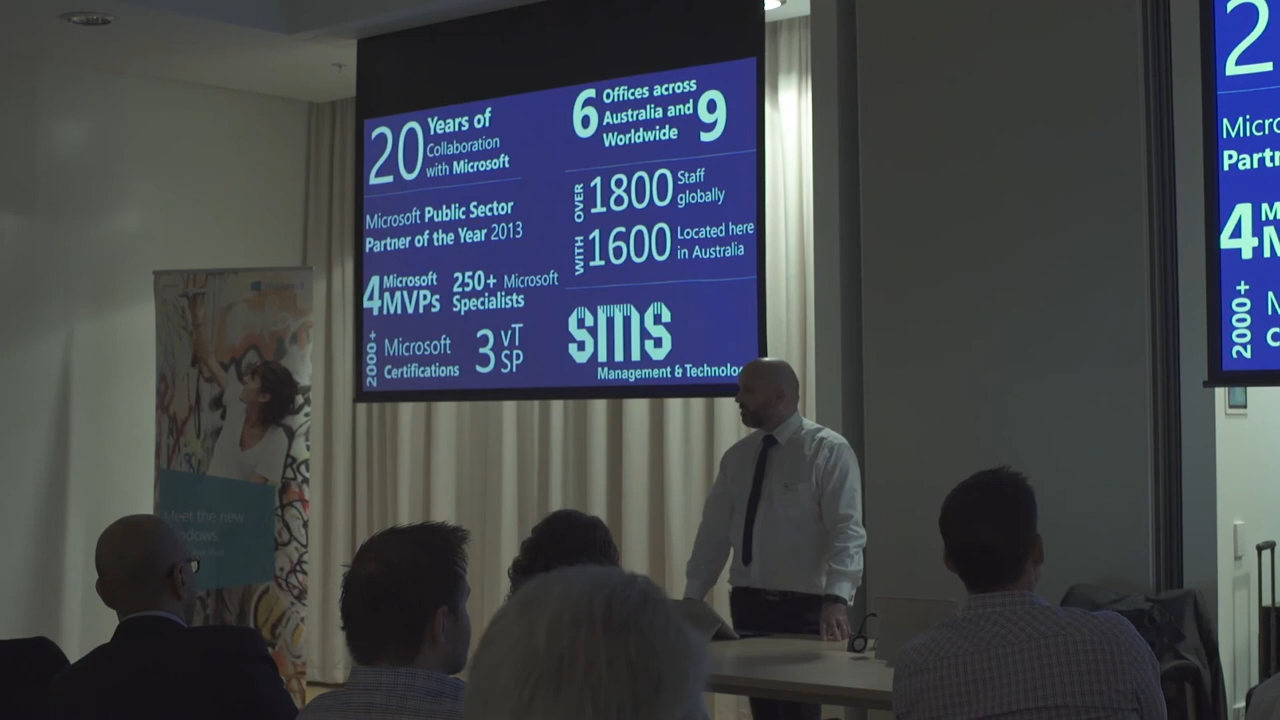 20 Years of
Collaboration
with Microsoft
Microsoft Public Sector
Partner of the Year 2013
4 Microsoft
MVPs
250+ Microsoft
Specialists
2000+
Microsoft
Certifications
3 vT
SP
6 Offices across
Australia and 9
Worldwide
OVER 1800 Staff
globally
WITH 1600 Located here
in Australia
sms
Management & Technolo
Meet the new
2
Micro
Partn
4 M
M
2000+
M
C